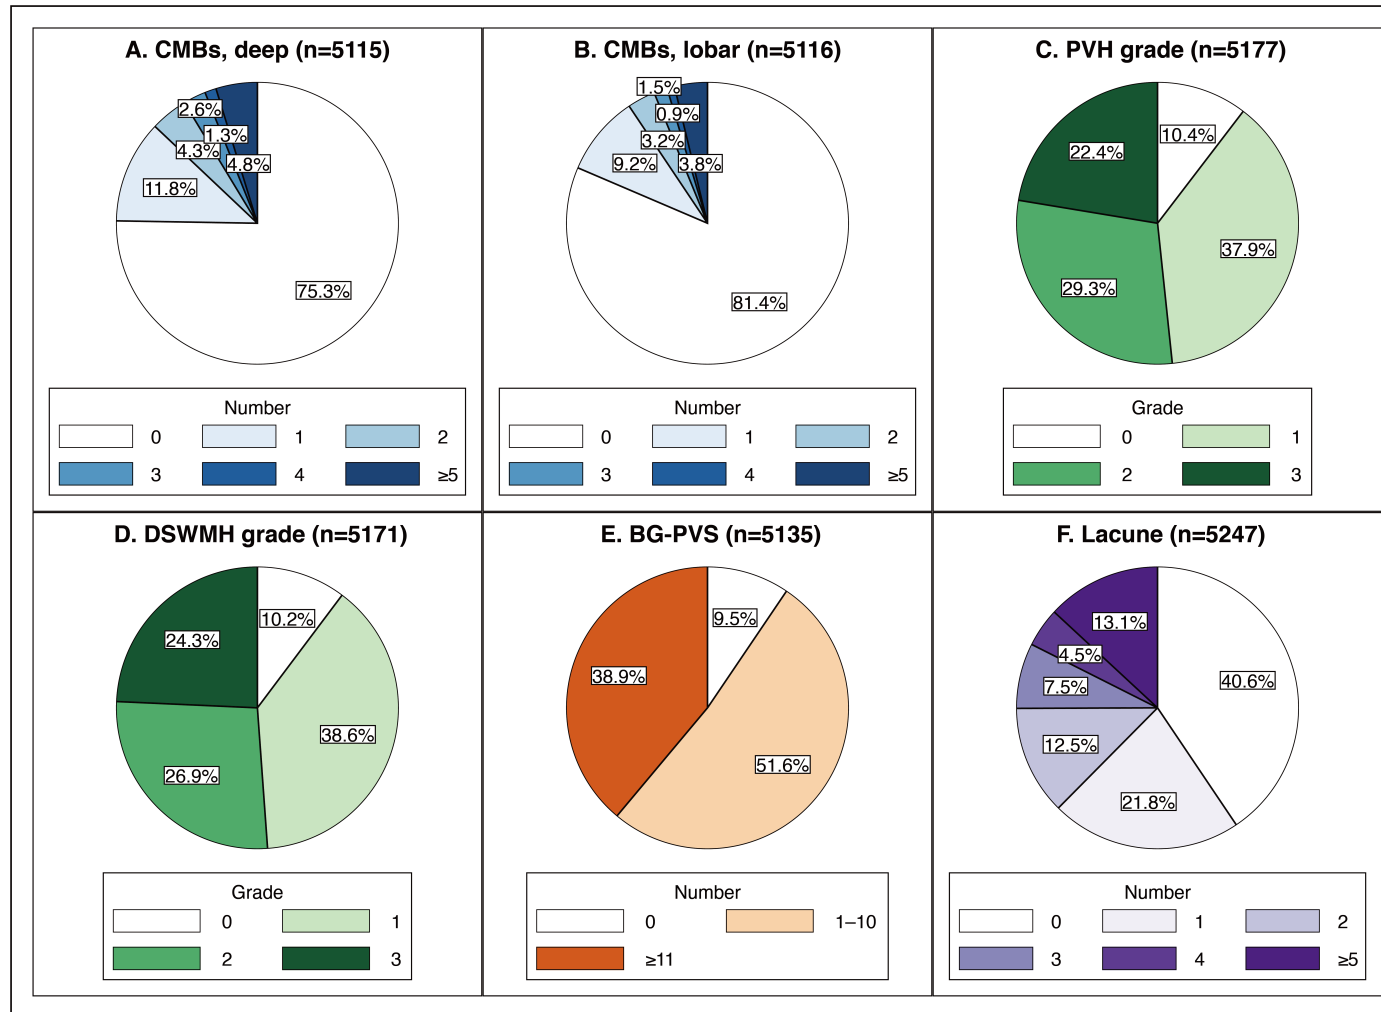 A. CMBs, deep (n=5115)
2.6%
1.3%
4.3%
4.8%
11.8%
75.3%
Number
0 1 2
3 4 ≥5
B. CMBs, lobar (n=5116)
1.5%
0.9%
3.2%
9.2%
3.8%
81.4%
Number
0 1 2
3 4 ≥5
C. PVH grade (n=5177)
10.4%
22.4%
37.9%
29.3%
Grade
0 1
2 3
D. DSWMH grade (n=5171)
10.2%
24.3%
38.6%
26.9%
Grade
0 1
2 3
E. BG-PVS (n=5135)
9.5%
38.9%
51.6%
Number
0 1–10
≥11
F. Lacune (n=5247)
13.1%
4.5%
40.6%
7.5%
12.5%
21.8%
Number
0 1 2
3 4 ≥5